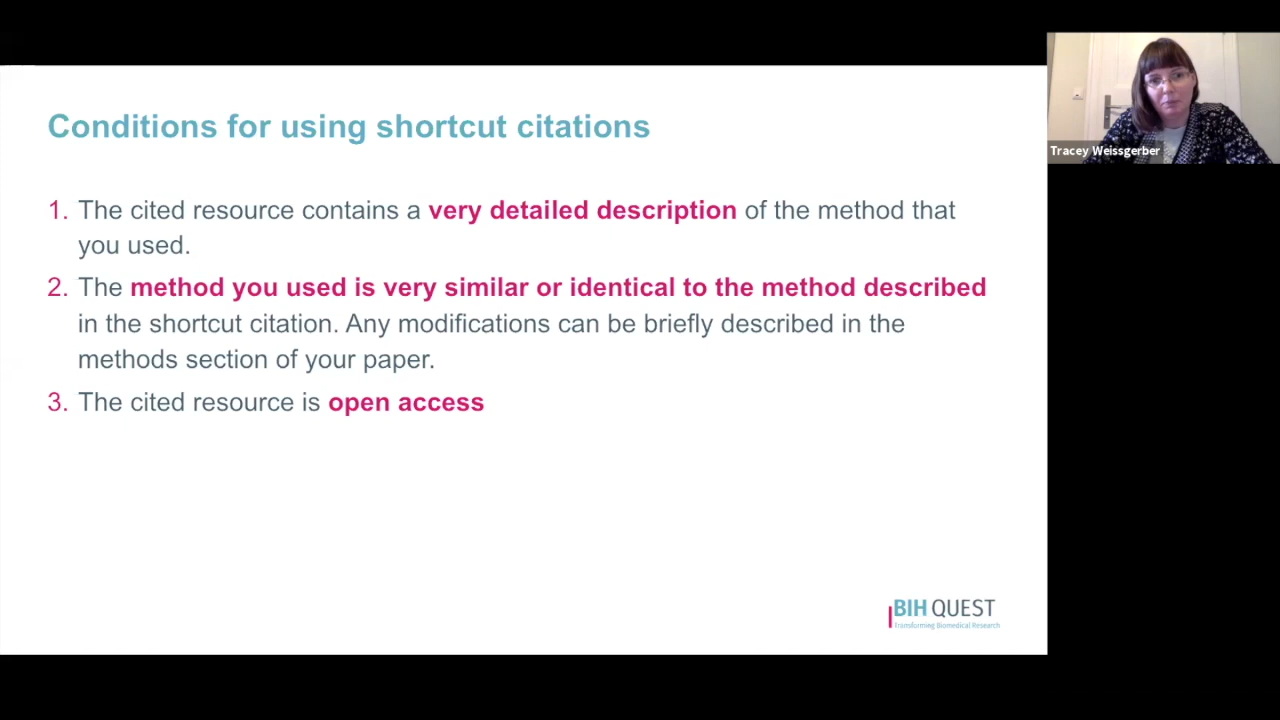 Conditions for using shortcut citations
1. The cited resource contains a very detailed description of the method that
you used.
2. The method you used is very similar or identical to the method described
in the shortcut citation. Any modifications can be briefly described in the
methods section of your paper.
3. The cited resource is open access
Tracey Weissgerber
BIH QUEST
Transforming Biomedical Research